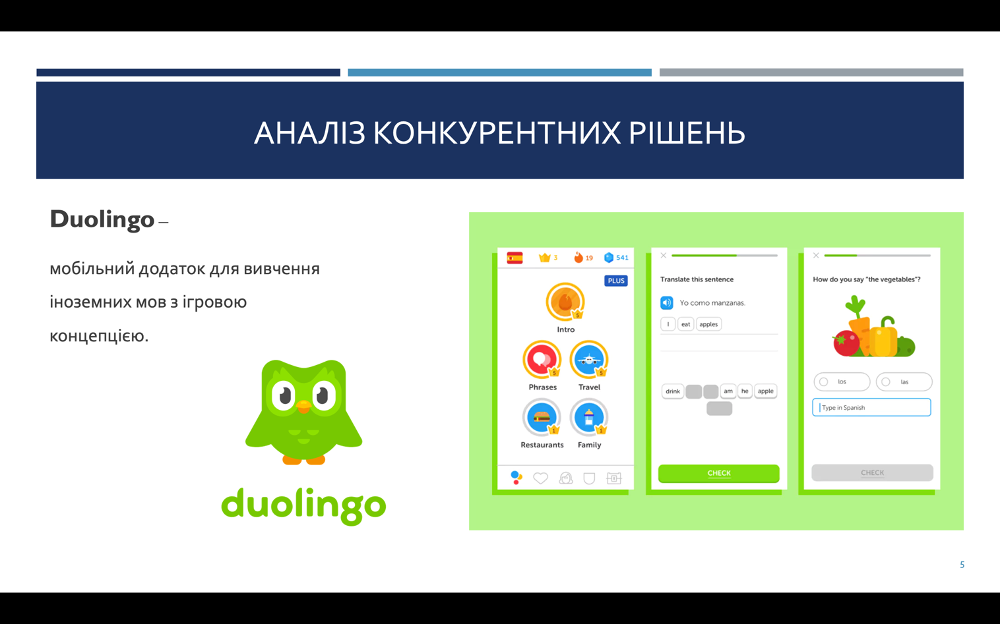 АНАЛІЗ КОНКУРЕНТНИХ РІШЕНЬ
Duolingo –
мобільний додаток для вивчення
іноземних мов з ігровою
концепцією.
duolingo
3
19
541
PLUS
5
Intro
5
5
Phrases
Travel
1
1
Restaurants
Family
Translate this sentence
Yo como manzanas.
I
eat
apples
drink
am
he
apple
CHECK
How do you say "the vegetables"?
los
las
Type in Spanish
CHECK
5